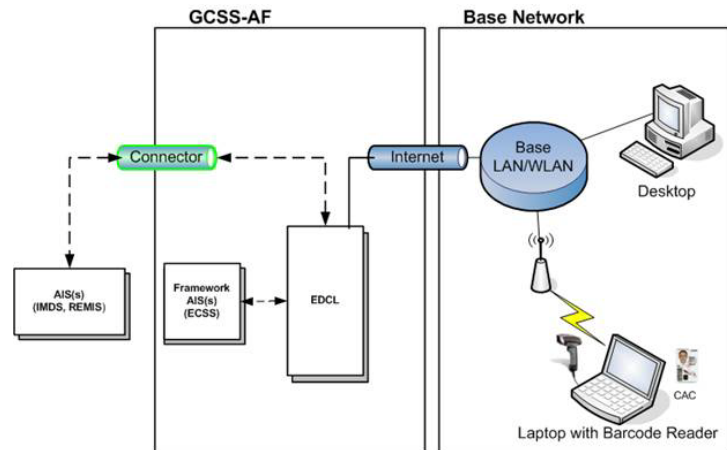 GCSS-AF
Base Network
Connector
Internet
Base
LAN/WLAN
Desktop
AIS(s)
(IMDS, REMIS)
Framework
AIS(s)
(ECSS)
EDCL
CAC
Laptop with Barcode Reader